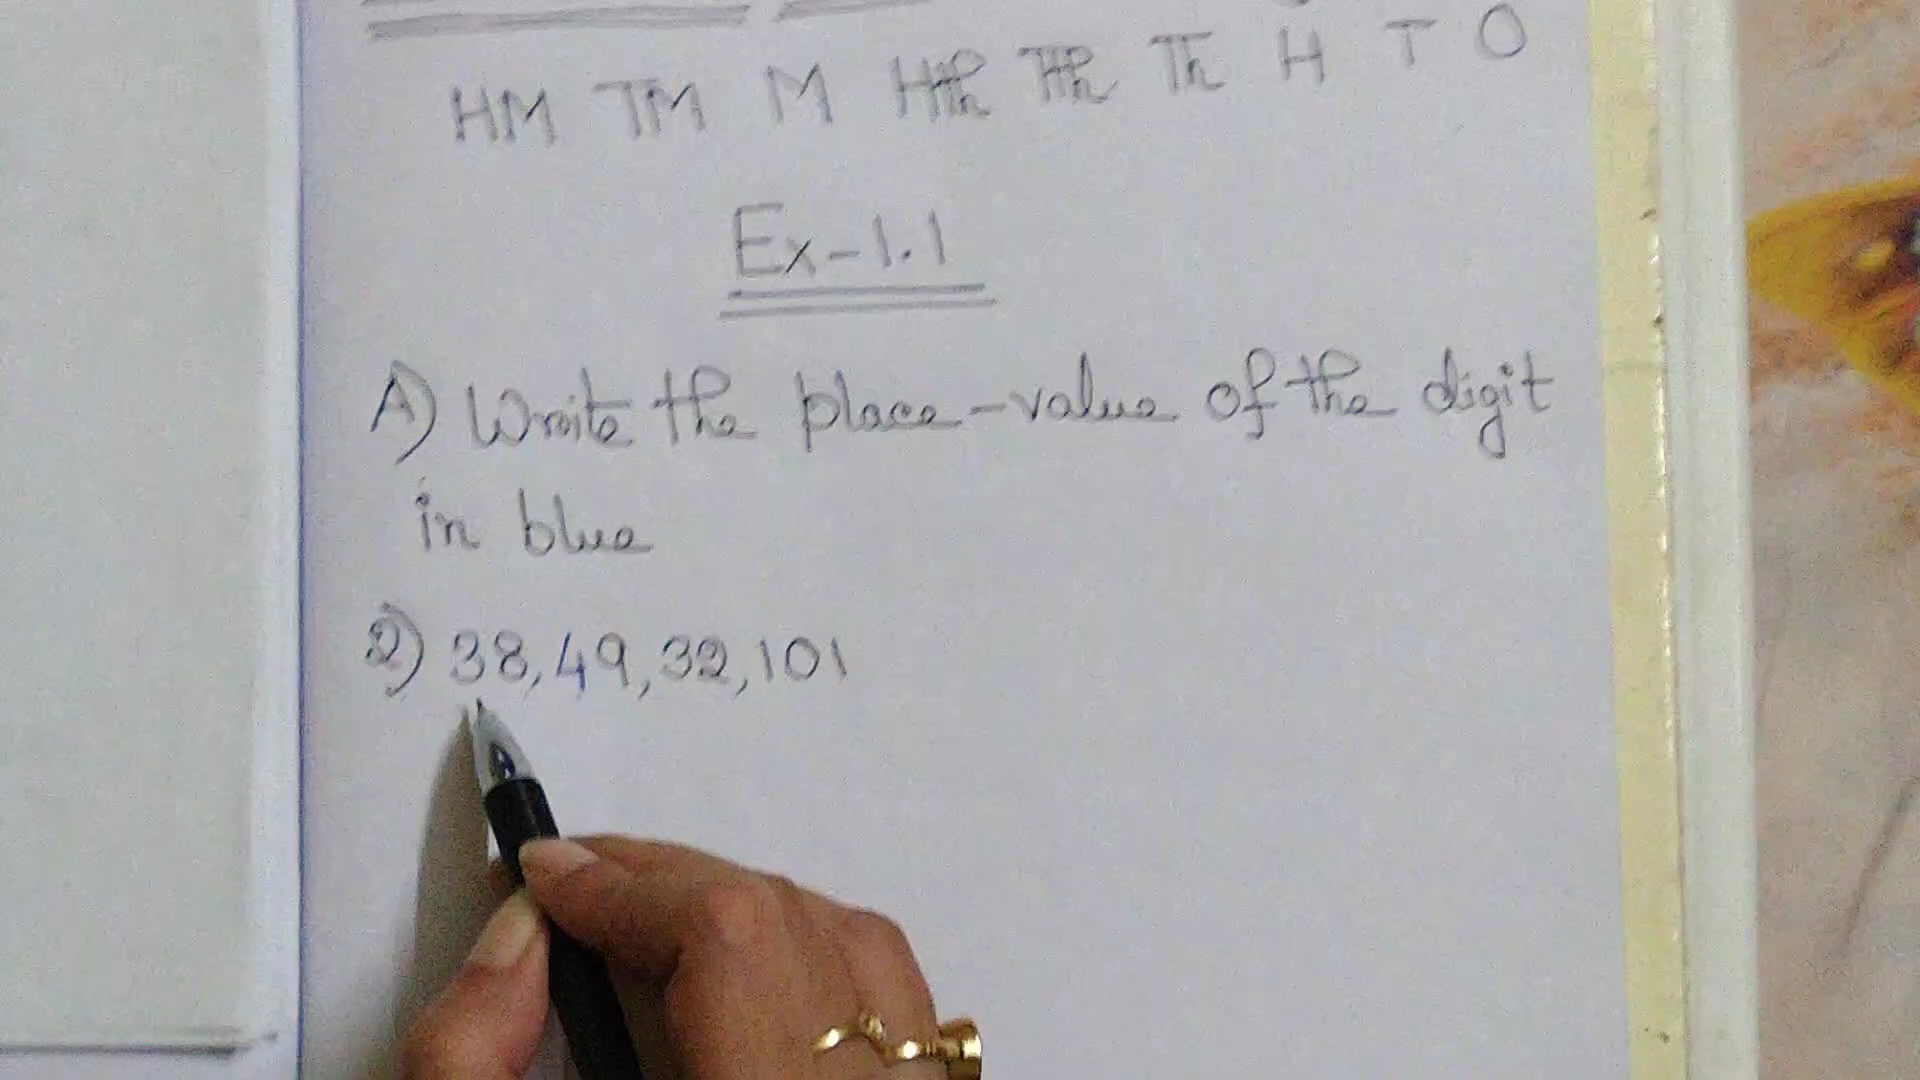 HM TM M Hth Tth Th H T O
Ex-1.1
A) Write the place-value of the digit
in blue
2) 38,49,32,101